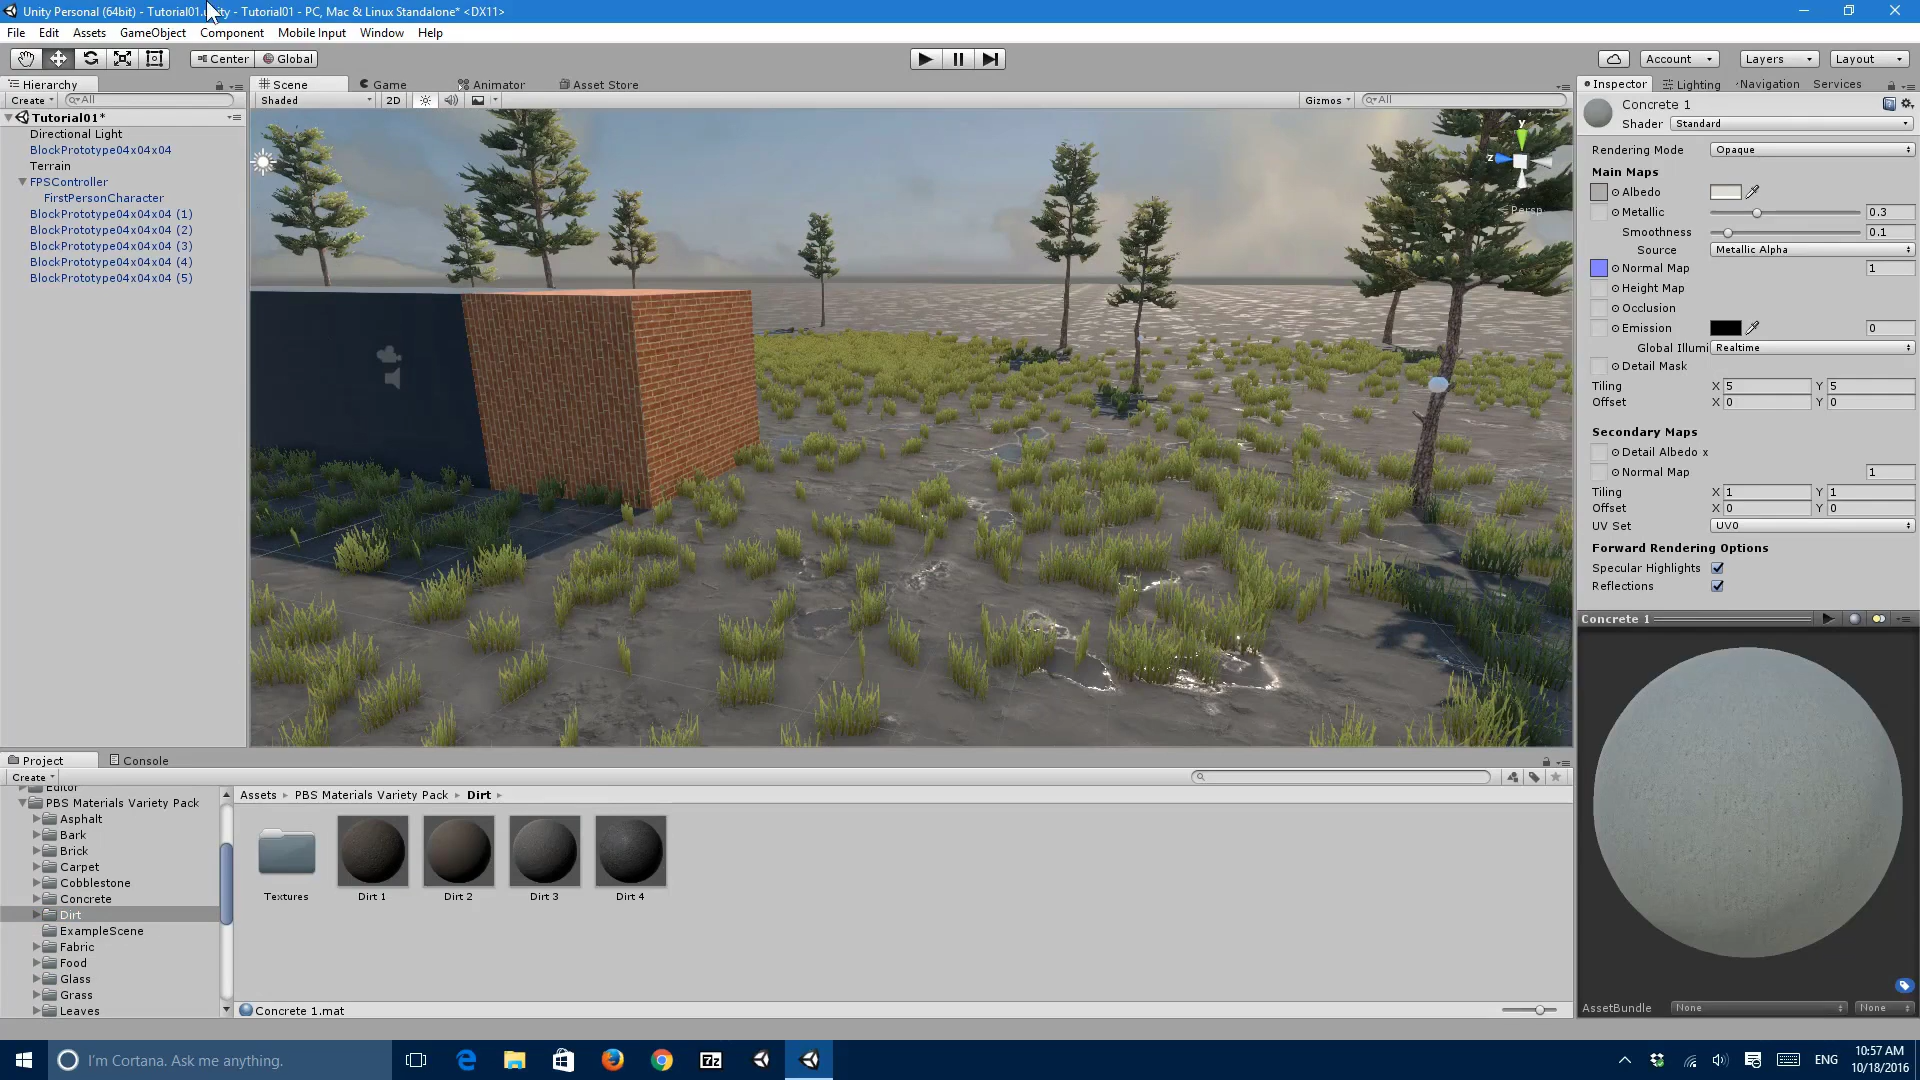 Unity Personal (64bit) - Tutorial01.unity - Tutorial01 - PC, Mac & Linux Standalone* <DX11>
File Edit Assets GameObject Component Mobile Input Window Help
Center Global Account Layers Layout
Hierarchy
Create All
Tutorial01*
Directional Light
BlockPrototype04x04x04
Terrain
FPSController
FirstPersonCharacter
BlockPrototype04x04x04 (1)
BlockPrototype04x04x04 (2)
BlockPrototype04x04x04 (3)
BlockPrototype04x04x04 (4)
BlockPrototype04x04x04 (5)
Scene Game Animator Asset Store
Shaded 2D Gizmos All
y
z
Persp
Inspector Lighting Navigation Services
Concrete 1
Shader Standard
Rendering Mode Opaque
Main Maps
Albedo
Metallic 0.3
Smoothness 0.1
Source Metallic Alpha
Normal Map 1
Height Map
Occlusion
Emission 0
Global Illumi Realtime
Detail Mask
Tiling X 5 Y 5
Offset X 0 Y 0
Secondary Maps
Detail Albedo x
Normal Map 1
Tiling X 1 Y 1
Offset X 0 Y 0
UV Set UV0
Forward Rendering Options
Specular Highlights
Reflections
Concrete 1
AssetBundle None None
Project Console
Create
Editor
PBS Materials Variety Pack
Asphalt
Bark
Brick
Carpet
Cobblestone
Concrete
Dirt
ExampleScene
Fabric
Food
Glass
Grass
Leaves
Assets PBS Materials Variety Pack Dirt
Textures Dirt 1 Dirt 2 Dirt 3 Dirt 4
Concrete 1.mat
I'm Cortana. Ask me anything.
7z
ENG
10:57 AM
10/18/2016